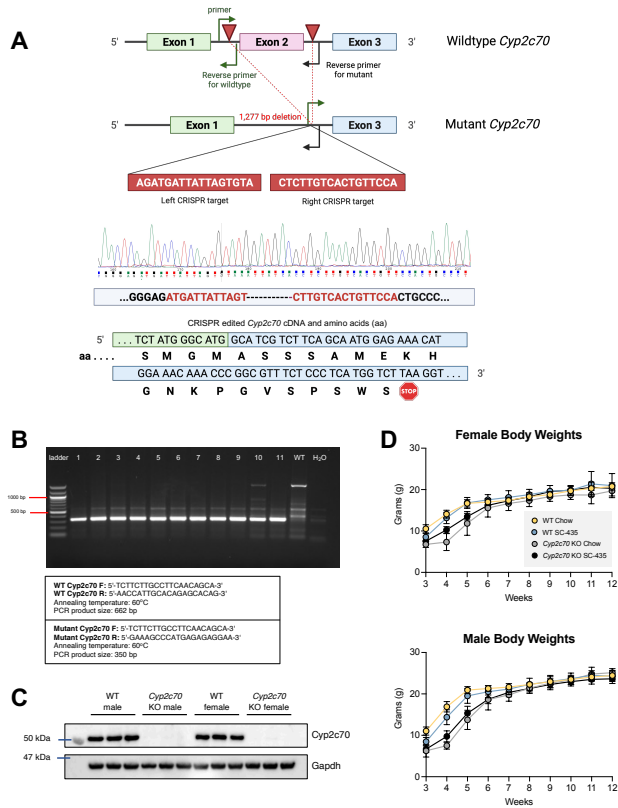 A
primer
5' Exon 1 Exon 2 Exon 3 3' Wildtype Cyp2c70
Reverse primer
for wildtype
Reverse primer
for mutant
1,277 bp deletion
5' Exon 1 Exon 3 3' Mutant Cyp2c70
AGATGATTATTAGTGTA CTCTTGTCACTGTTCCA
Left CRISPR target Right CRISPR target
...GGGAGATGATTATTAGT-----------CTTGTCACTGTTCCACTGCCC...
CRISPR edited Cyp2c70 cDNA and amino acids (aa)
5' . . . TCT ATG GGC ATG GCA TCG TCT TCA GCA ATG GAG AAA CAT
aa . . . . S M G M A S S S A M E K H
GGA AAC AAA CCC GGC GTT TCT CCC TCA TGG TCT TAA GGT . . . 3'
G N K P G V S P S W S STOP
B
ladder 1 2 3 4 5 6 7 8 9 10 11 WT H2O
1000 bp
500 bp
WT Cyp2c70 F: 5'-TCTTCTTGCCTTCAACAGCA-3'
WT Cyp2c70 R: 5'-AACCATTGCACAGAGCACAG-3'
Annealing temperature: 60°C
PCR product size: 662 bp
Mutant Cyp2c70 F: 5'-TCTTCTTGCCTTCAACAGCA-3'
Mutant Cyp2c70 R: 5'-GAAAGCCCATGAGAGAGGAA-3'
Annealing temperature: 60°C
PCR product size: 350 bp
C
WT
male
Cyp2c70
KO male
WT
female
Cyp2c70
KO female
50 kDa Cyp2c70
47 kDa
Gapdh
D
Female Body Weights
30
20
10
0
Grams (g)
WT Chow
WT SC-435
Cyp2c70 KO Chow
Cyp2c70 KO SC-435
3 4 5 6 7 8 9 10 11 12
Weeks
Male Body Weights
30
20
10
0
Grams (g)
3 4 5 6 7 8 9 10 11 12
Weeks